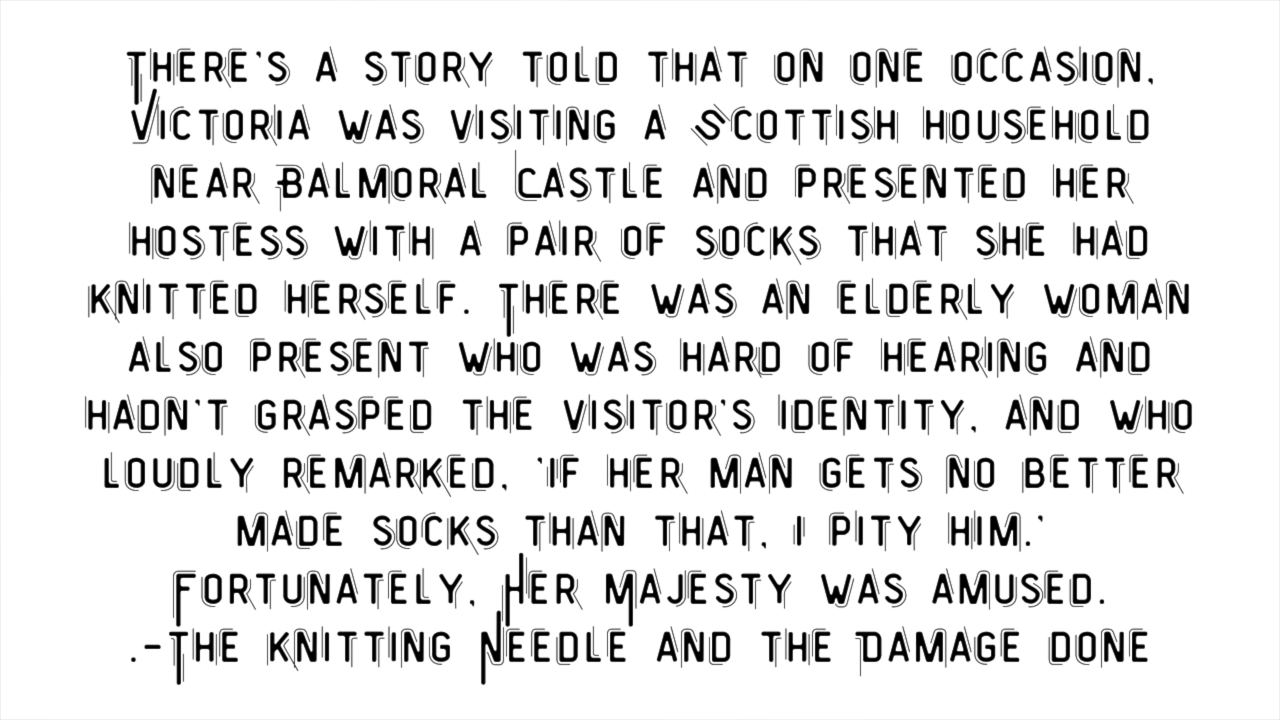 There's a story told that on one occasion,
Victoria was visiting a Scottish household
near Balmoral Castle and presented her
hostess with a pair of socks that she had
knitted herself. There was an elderly woman
also present who was hard of hearing and
hadn't grasped the visitor's identity, and who
loudly remarked, 'If her man gets no better
made socks than that, I pity him.'
Fortunately, Her Majesty was amused.
.-The Knitting Needle and the Damage Done